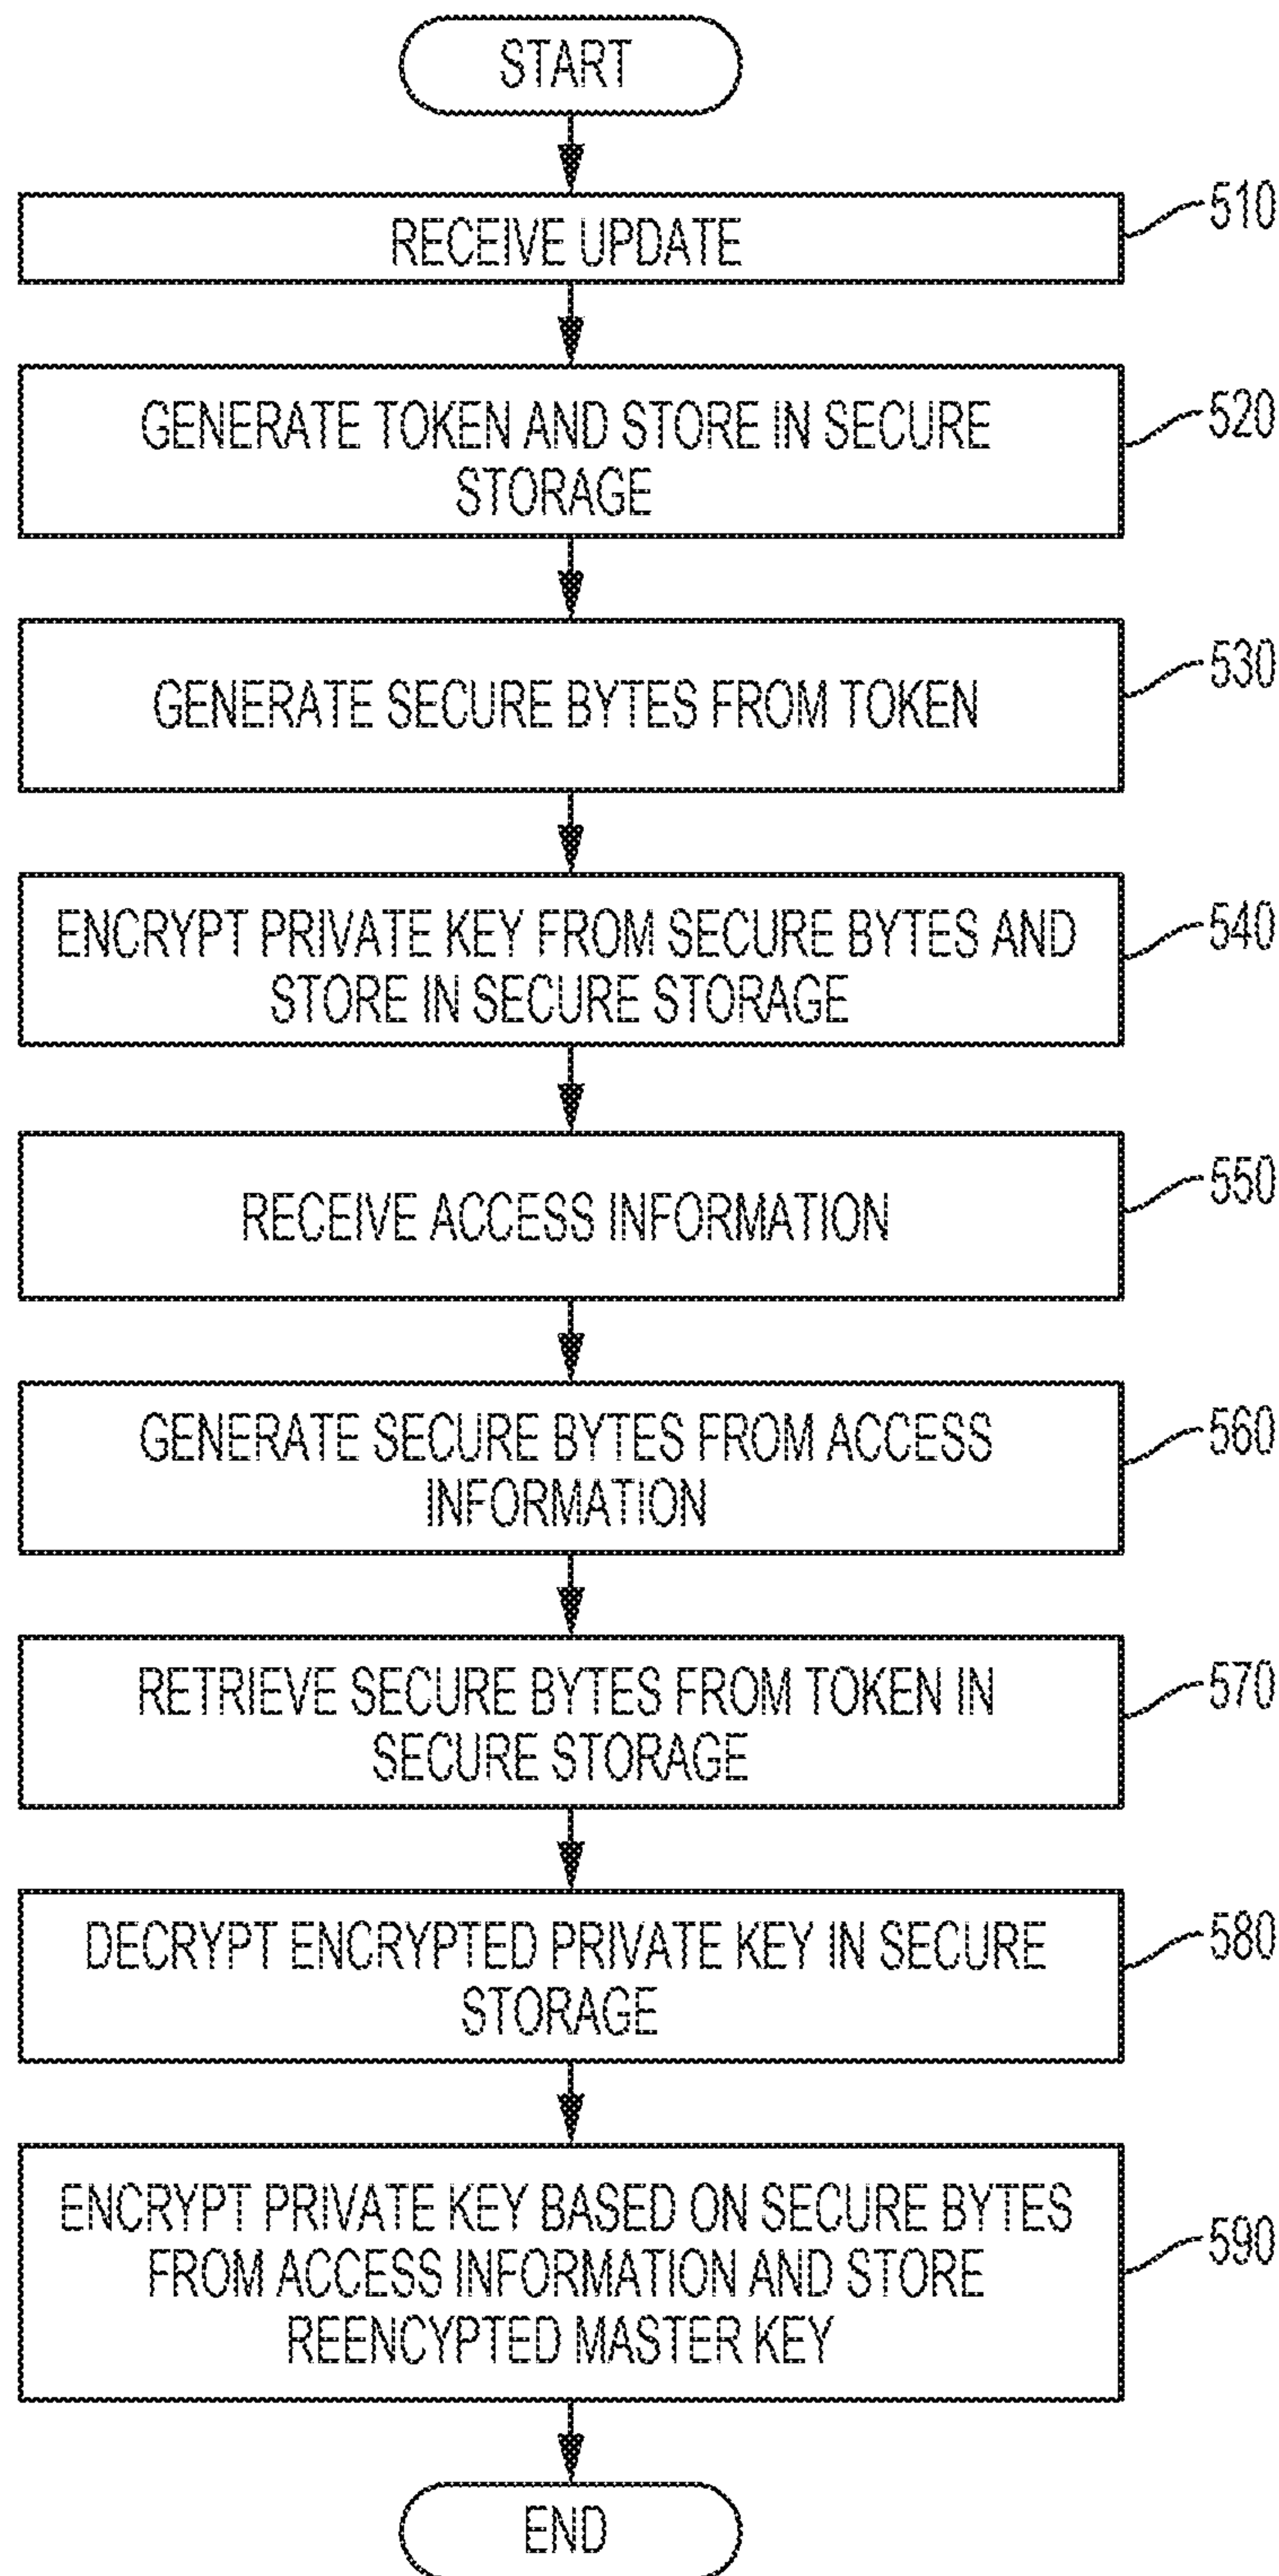 START
RECEIVE UPDATE
510
GENERATE TOKEN AND STORE IN SECURE
STORAGE
520
GENERATE SECURE BYTES FROM TOKEN
530
ENCRYPT PRIVATE KEY FROM SECURE BYTES AND
STORE IN SECURE STORAGE
540
RECEIVE ACCESS INFORMATION
550
GENERATE SECURE BYTES FROM ACCESS
INFORMATION
560
RETRIEVE SECURE BYTES FROM TOKEN IN
SECURE STORAGE
570
DECRYPT ENCRYPTED PRIVATE KEY IN SECURE
STORAGE
580
ENCRYPT PRIVATE KEY BASED ON SECURE BYTES
FROM ACCESS INFORMATION AND STORE
REENCYPTED MASTER KEY
590
END